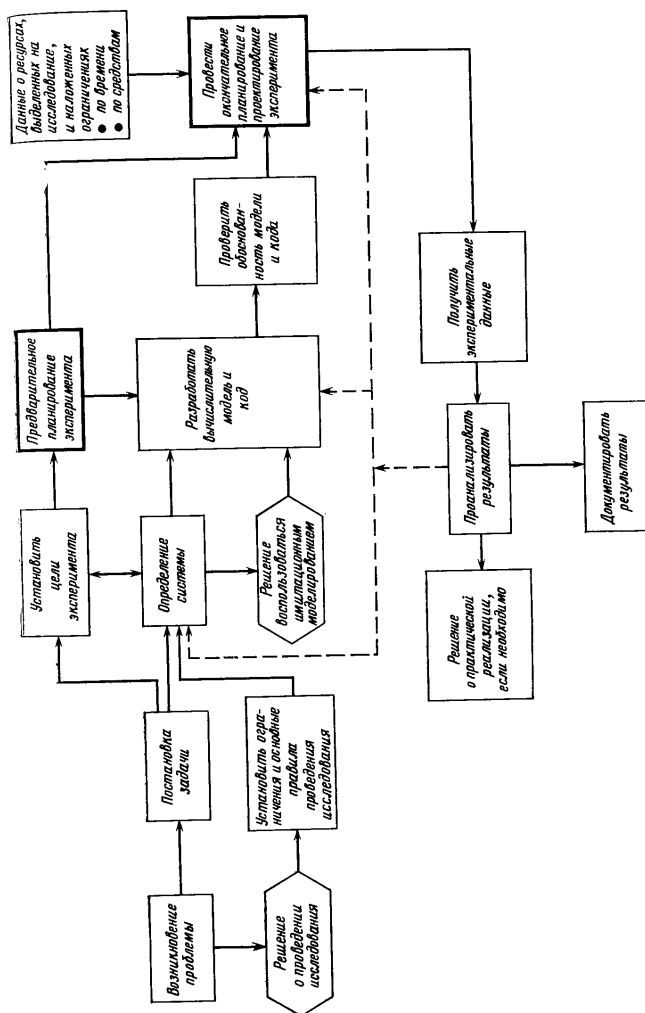 Возникновение
проблемы
Решение
о проведении
исследования
Постановка
задачи
Установить огра-
ничения и основные
правила
проведения
исследования
Установить
цели
эксперимента
Определение
системы
Решение
воспользоваться
имитационным
моделированием
Предварительное
планирование
эксперимента
Разработать
вычислительную
модель и
код
Проверить
обоснован-
ность модели
и кода
Данные о ресурсах,
выделенных на
исследование,
и наложенных
ограничениях
● по времени
● по средствам
Провести
окончательное
планирование и
проектирование
эксперимента
Получить
экспериментальные
данные
Проанализировать
результаты
Решение
о практической
реализации,
если необходимо
Документировать
результаты